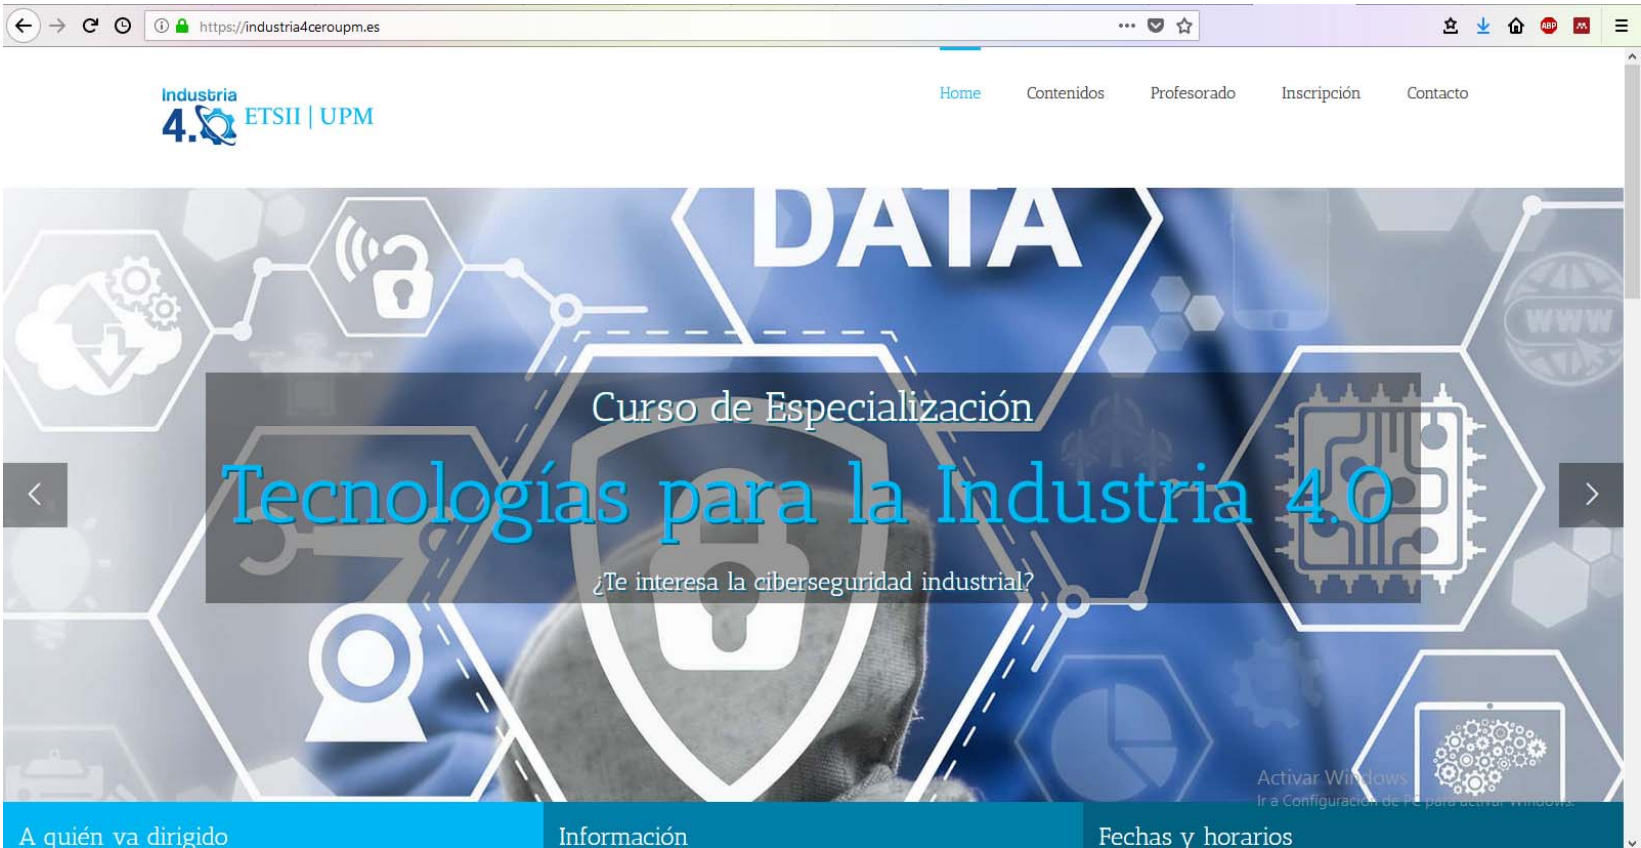 https://industria4ceroupm.es
ABP
Industria
4.0
ETSII | UPM
Home Contenidos Profesorado Inscripción Contacto
DATA
WWW
Curso de Especialización
Tecnologías para la Industria 4.0
¿Te interesa la ciberseguridad industrial?
Activar Windows
Ir a Configuración de PC para activar Windows.
A quién va dirigido
Información
Fechas y horarios